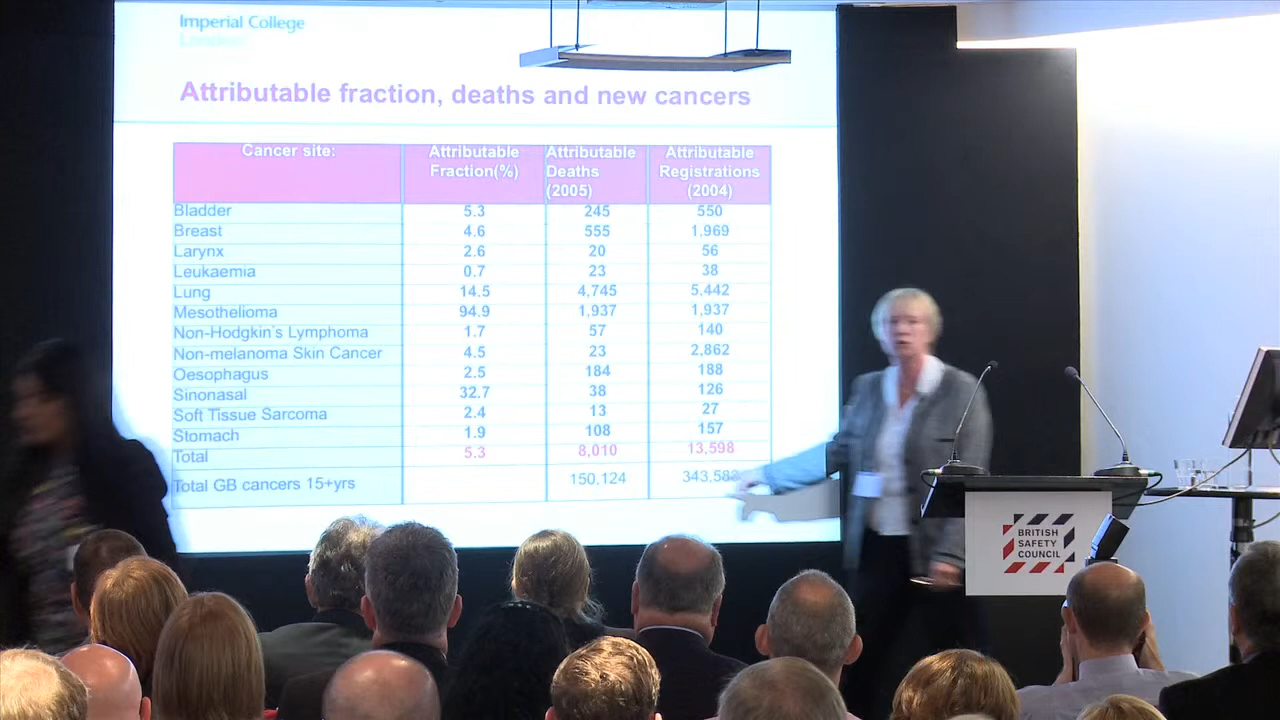 Imperial College
London
Attributable fraction, deaths and new cancers
Cancer site: Attributable Fraction(%) Attributable Deaths (2005) Attributable Registrations (2004)
Bladder 5.3 245 550
Breast 4.6 555 1,969
Larynx 2.6 20 56
Leukaemia 0.7 23 38
Lung 14.5 4,745 5,442
Mesothelioma 94.9 1,937 1,937
Non-Hodgkin's Lymphoma 1.7 57 140
Non-melanoma Skin Cancer 4.5 23 2,862
Oesophagus 2.5 184 188
Sinonasal 32.7 38 126
Soft Tissue Sarcoma 2.4 13 27
Stomach 1.9 108 157
Total 5.3 8,010 13,598
Total GB cancers 15+yrs 150,124
BRITISH
SAFETY
COUNCIL